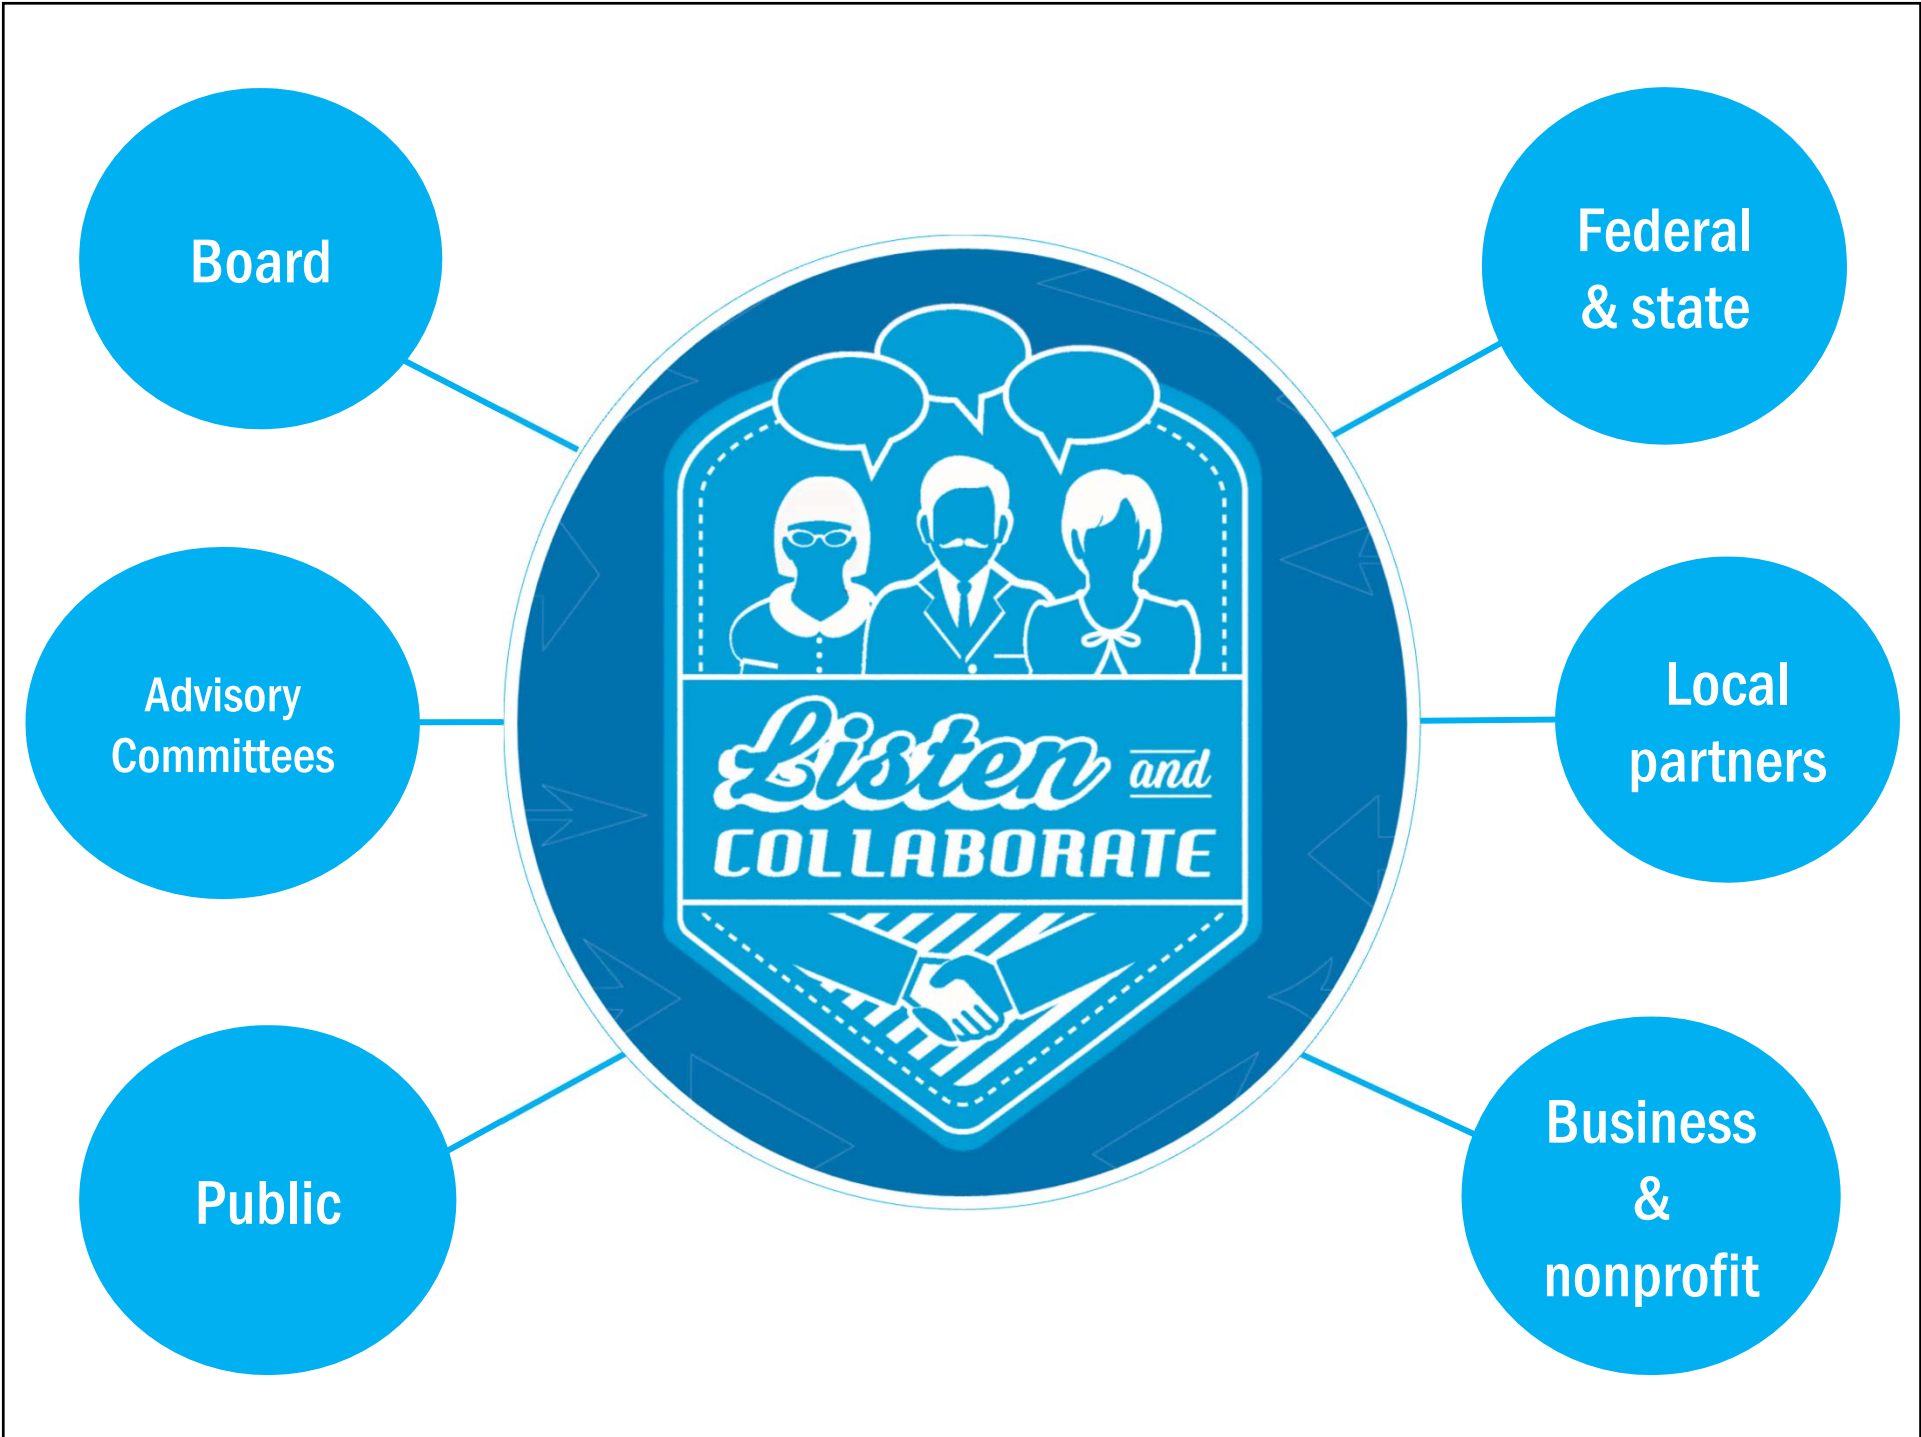 Board
Advisory
Committees
Public
Listen and
COLLABORATE
Federal
& state
Local
partners
Business
&
nonprofit